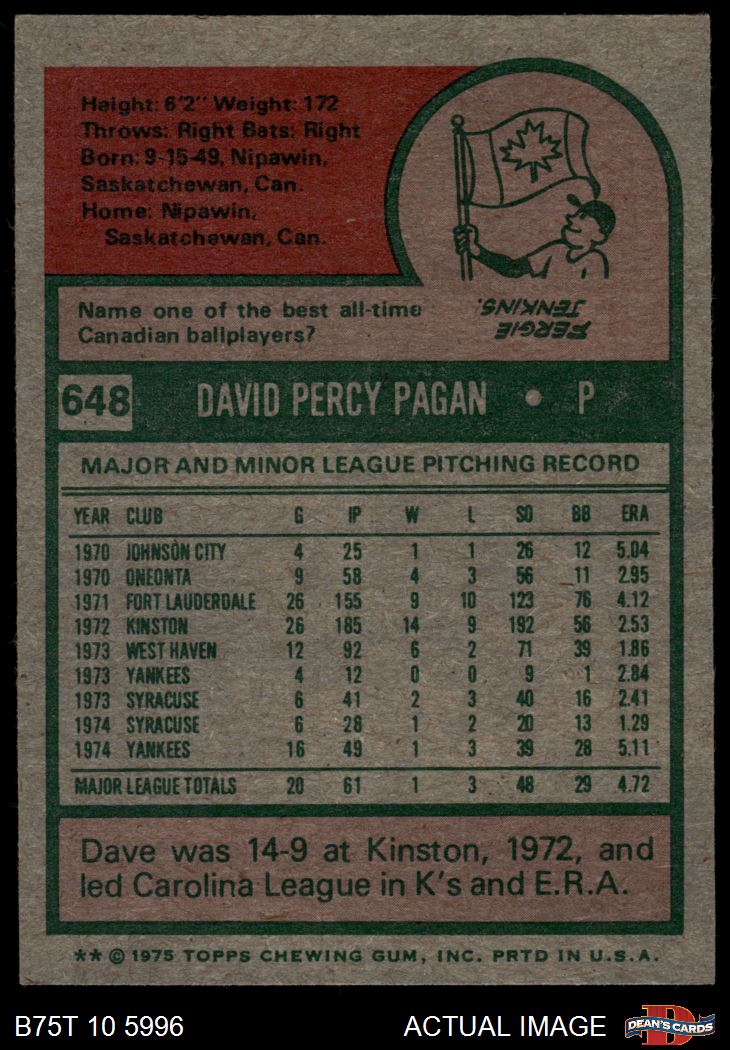 Height: 6'2" Weight: 172
Throws: Right Bats: Right
Born: 9-15-49, Nipawin,
Saskatchewan, Can.
Home: Nipawin,
Saskatchewan, Can.
Name one of the best all-time
Canadian ballplayers?
FERGIE
JENKINS.
648 DAVID PERCY PAGAN • P
MAJOR AND MINOR LEAGUE PITCHING RECORD
YEAR CLUB G IP W L SO BB ERA
1970 JOHNSON CITY 4 25 1 1 26 12 5.04
1970 ONEONTA 9 58 4 3 56 11 2.95
1971 FORT LAUDERDALE 26 155 9 10 123 76 4.12
1972 KINSTON 26 185 14 9 192 56 2.53
1973 WEST HAVEN 12 92 6 2 71 39 1.86
1973 YANKEES 4 12 0 0 9 1 2.84
1973 SYRACUSE 6 41 2 3 40 16 2.41
1974 SYRACUSE 6 28 1 2 20 13 1.29
1974 YANKEES 16 49 1 3 39 28 5.11
MAJOR LEAGUE TOTALS 20 61 1 3 48 29 4.72
Dave was 14-9 at Kinston, 1972, and
led Carolina League in K's and E.R.A.
** © 1975 TOPPS CHEWING GUM, INC. PRTD IN U.S.A.
B75T 10 5996 ACTUAL IMAGE D DEAN'S CARDS